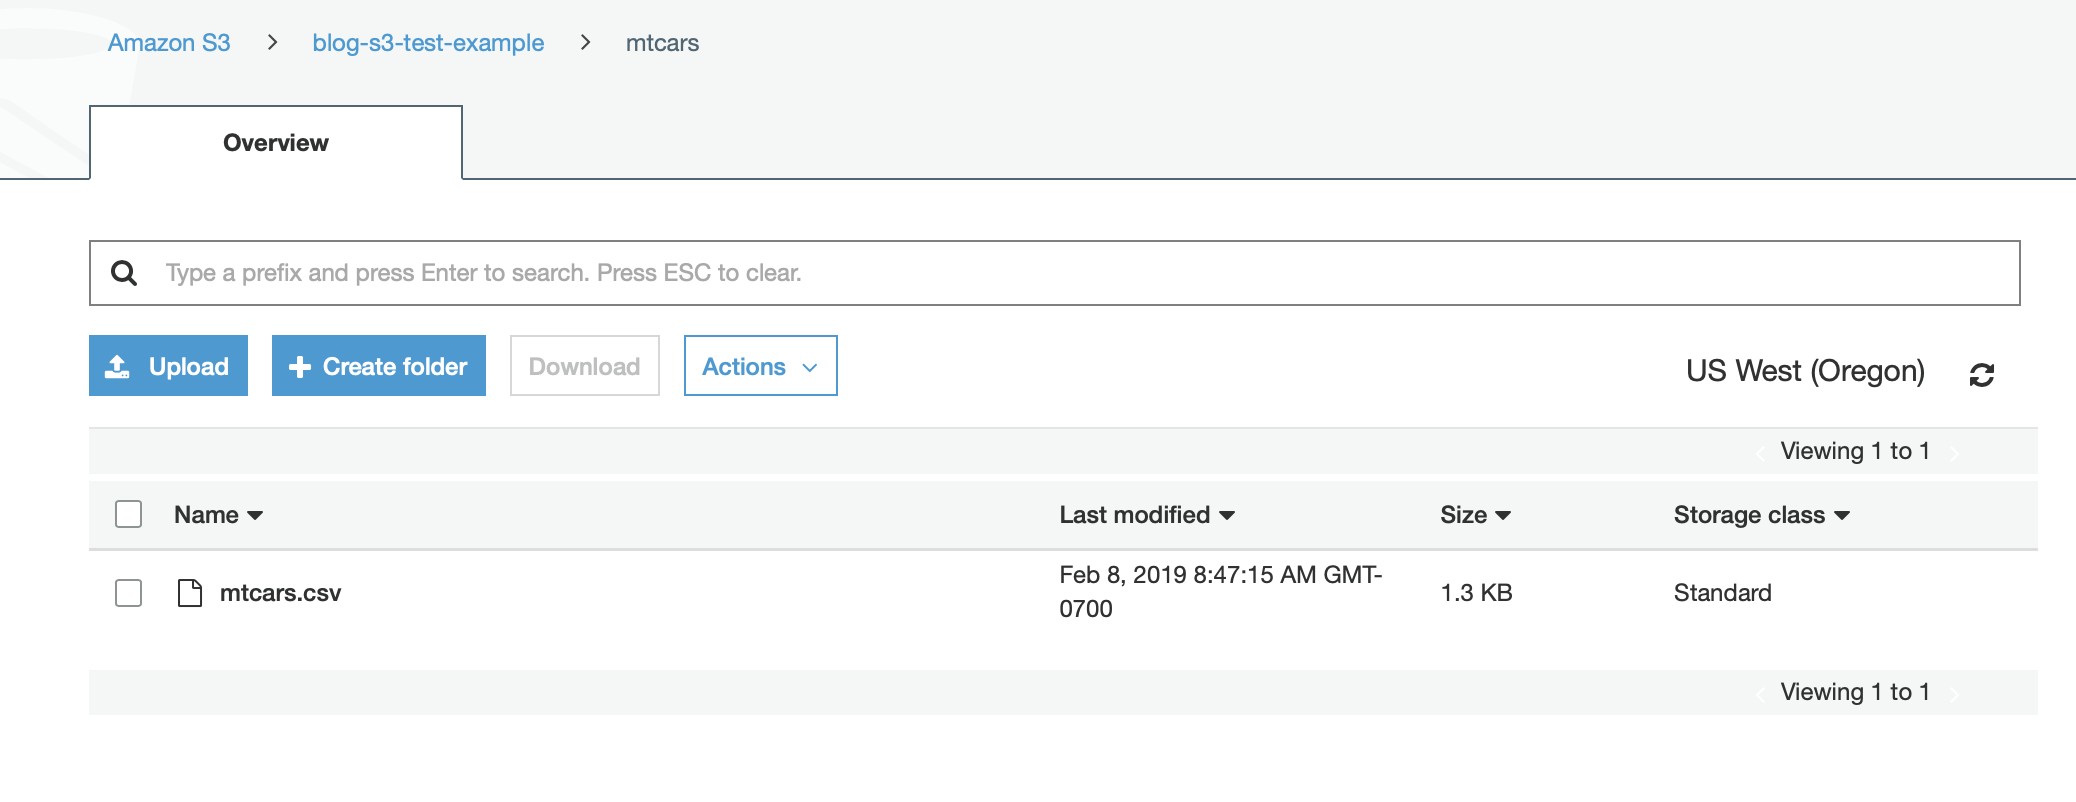 Amazon S3 > blog-s3-test-example > mtcars
Overview
Type a prefix and press Enter to search. Press ESC to clear.
Upload Create folder Download Actions
US West (Oregon)
Viewing 1 to 1
Name Last modified Size Storage class
mtcars.csv Feb 8, 2019 8:47:15 AM GMT- 1.3 KB Standard
0700
Viewing 1 to 1